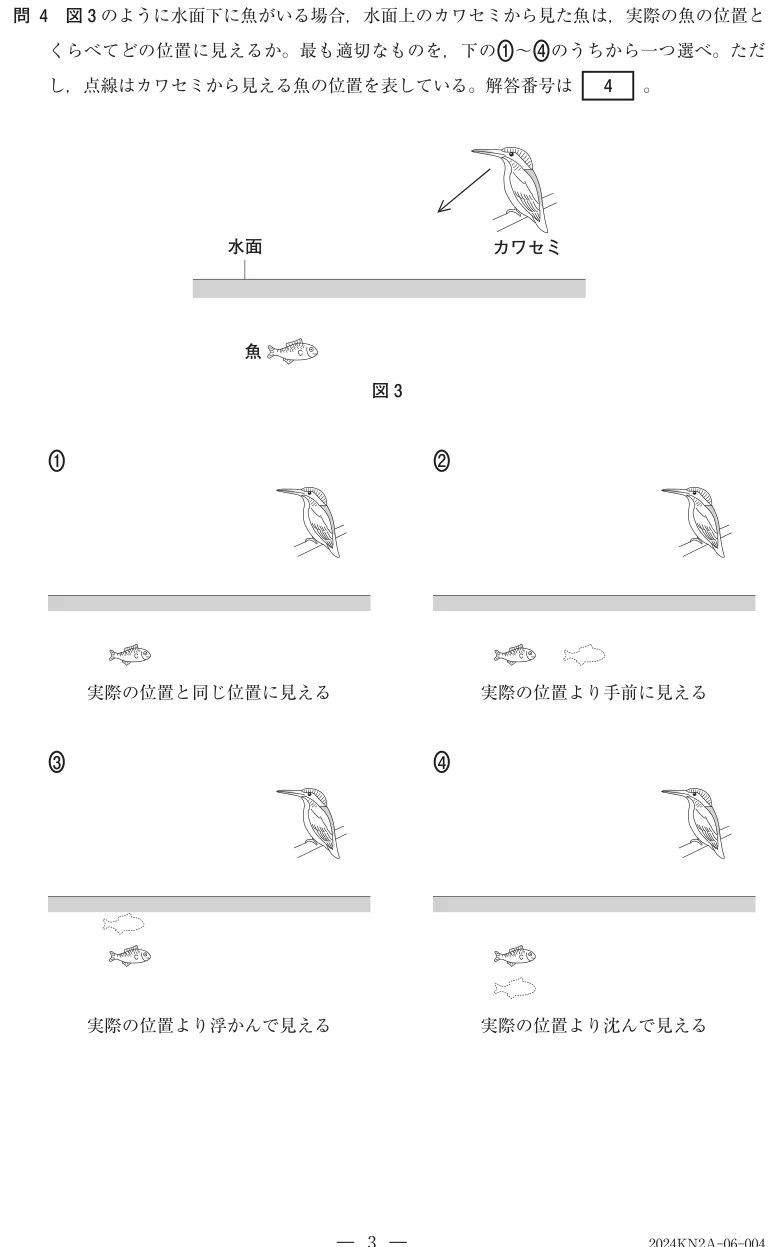 問 4 図3のように水面下に魚がいる場合，水面上のカワセミから見た魚は，実際の魚の位置と
くらべてどの位置に見えるか。最も適切なものを，下の①～④のうちから一つ選べ。ただ
し，点線はカワセミから見える魚の位置を表している。解答番号は 4 。
水面
カワセミ
魚
図3
①
②
実際の位置と同じ位置に見える
実際の位置より手前に見える
③
④
実際の位置より浮かんで見える
実際の位置より沈んで見える
― 3 ―
2024KN2A-06-004